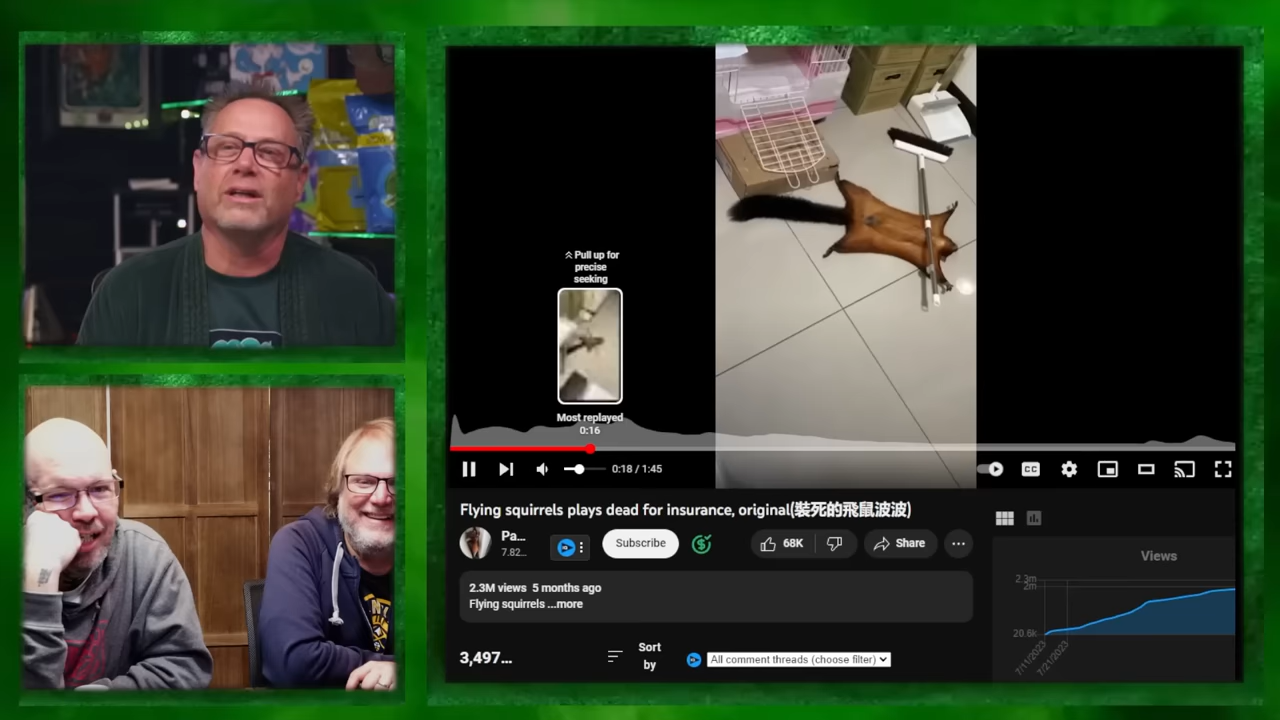 Pull up for
precise
seeking
Most replayed
0:16
0:18 / 1:45
CC
Flying squirrels plays dead for insurance, original(裝死的飛鼠波波)
Pa...
7.82...
Subscribe
68K
Share
2.3M views 5 months ago
Flying squirrels ...more
3,497...
Sort
by
All comment threads (choose filter)
Views
2.3m
2m
20.6k
7/11/2023
7/21/2023